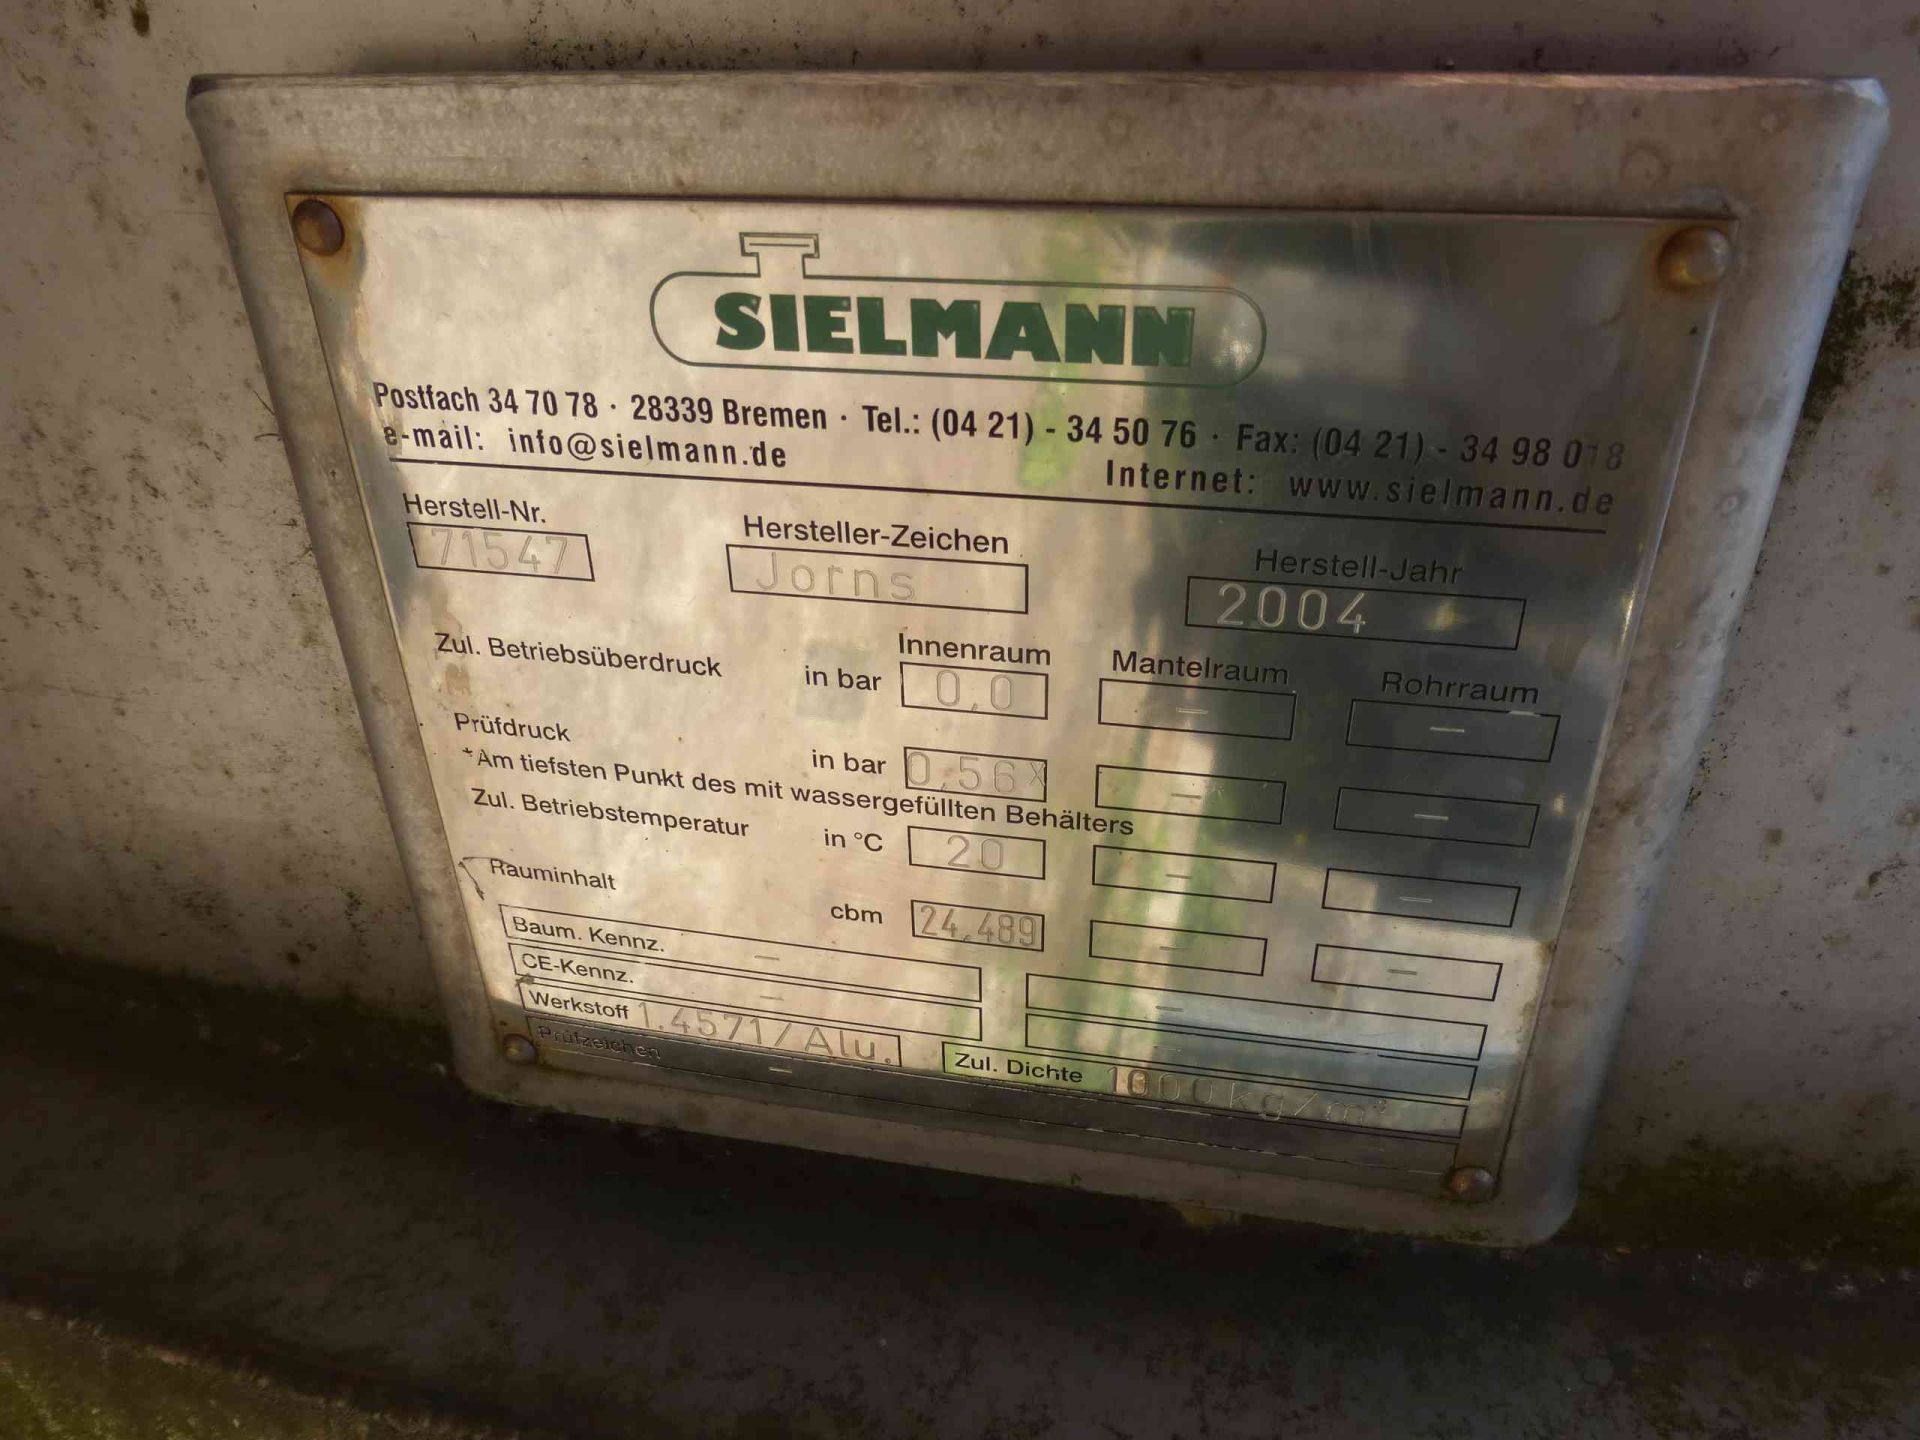 SIELMANN
Postfach 34 70 78 · 28339 Bremen · Tel.: (04 21) - 34 50 76 · Fax: (04 21) - 34 98 018
e-mail: info@sielmann.de Internet: www.sielmann.de
Herstell-Nr. Hersteller-Zeichen Herstell-Jahr
71547 Jorns 2004
Innenraum Mantelraum Rohrraum
Zul. Betriebsüberdruck in bar 0,0 – –
Prüfdruck in bar 0,56* – –
*Am tiefsten Punkt des mit wassergefüllten Behälters
Zul. Betriebstemperatur in °C 20 – –
Rauminhalt cbm 24,489 – –
Baum. Kennz. – –
CE-Kennz. – –
Werkstoff 1.4571/Alu. Zul. Dichte 1000kg/m³
Prüfzeichen –